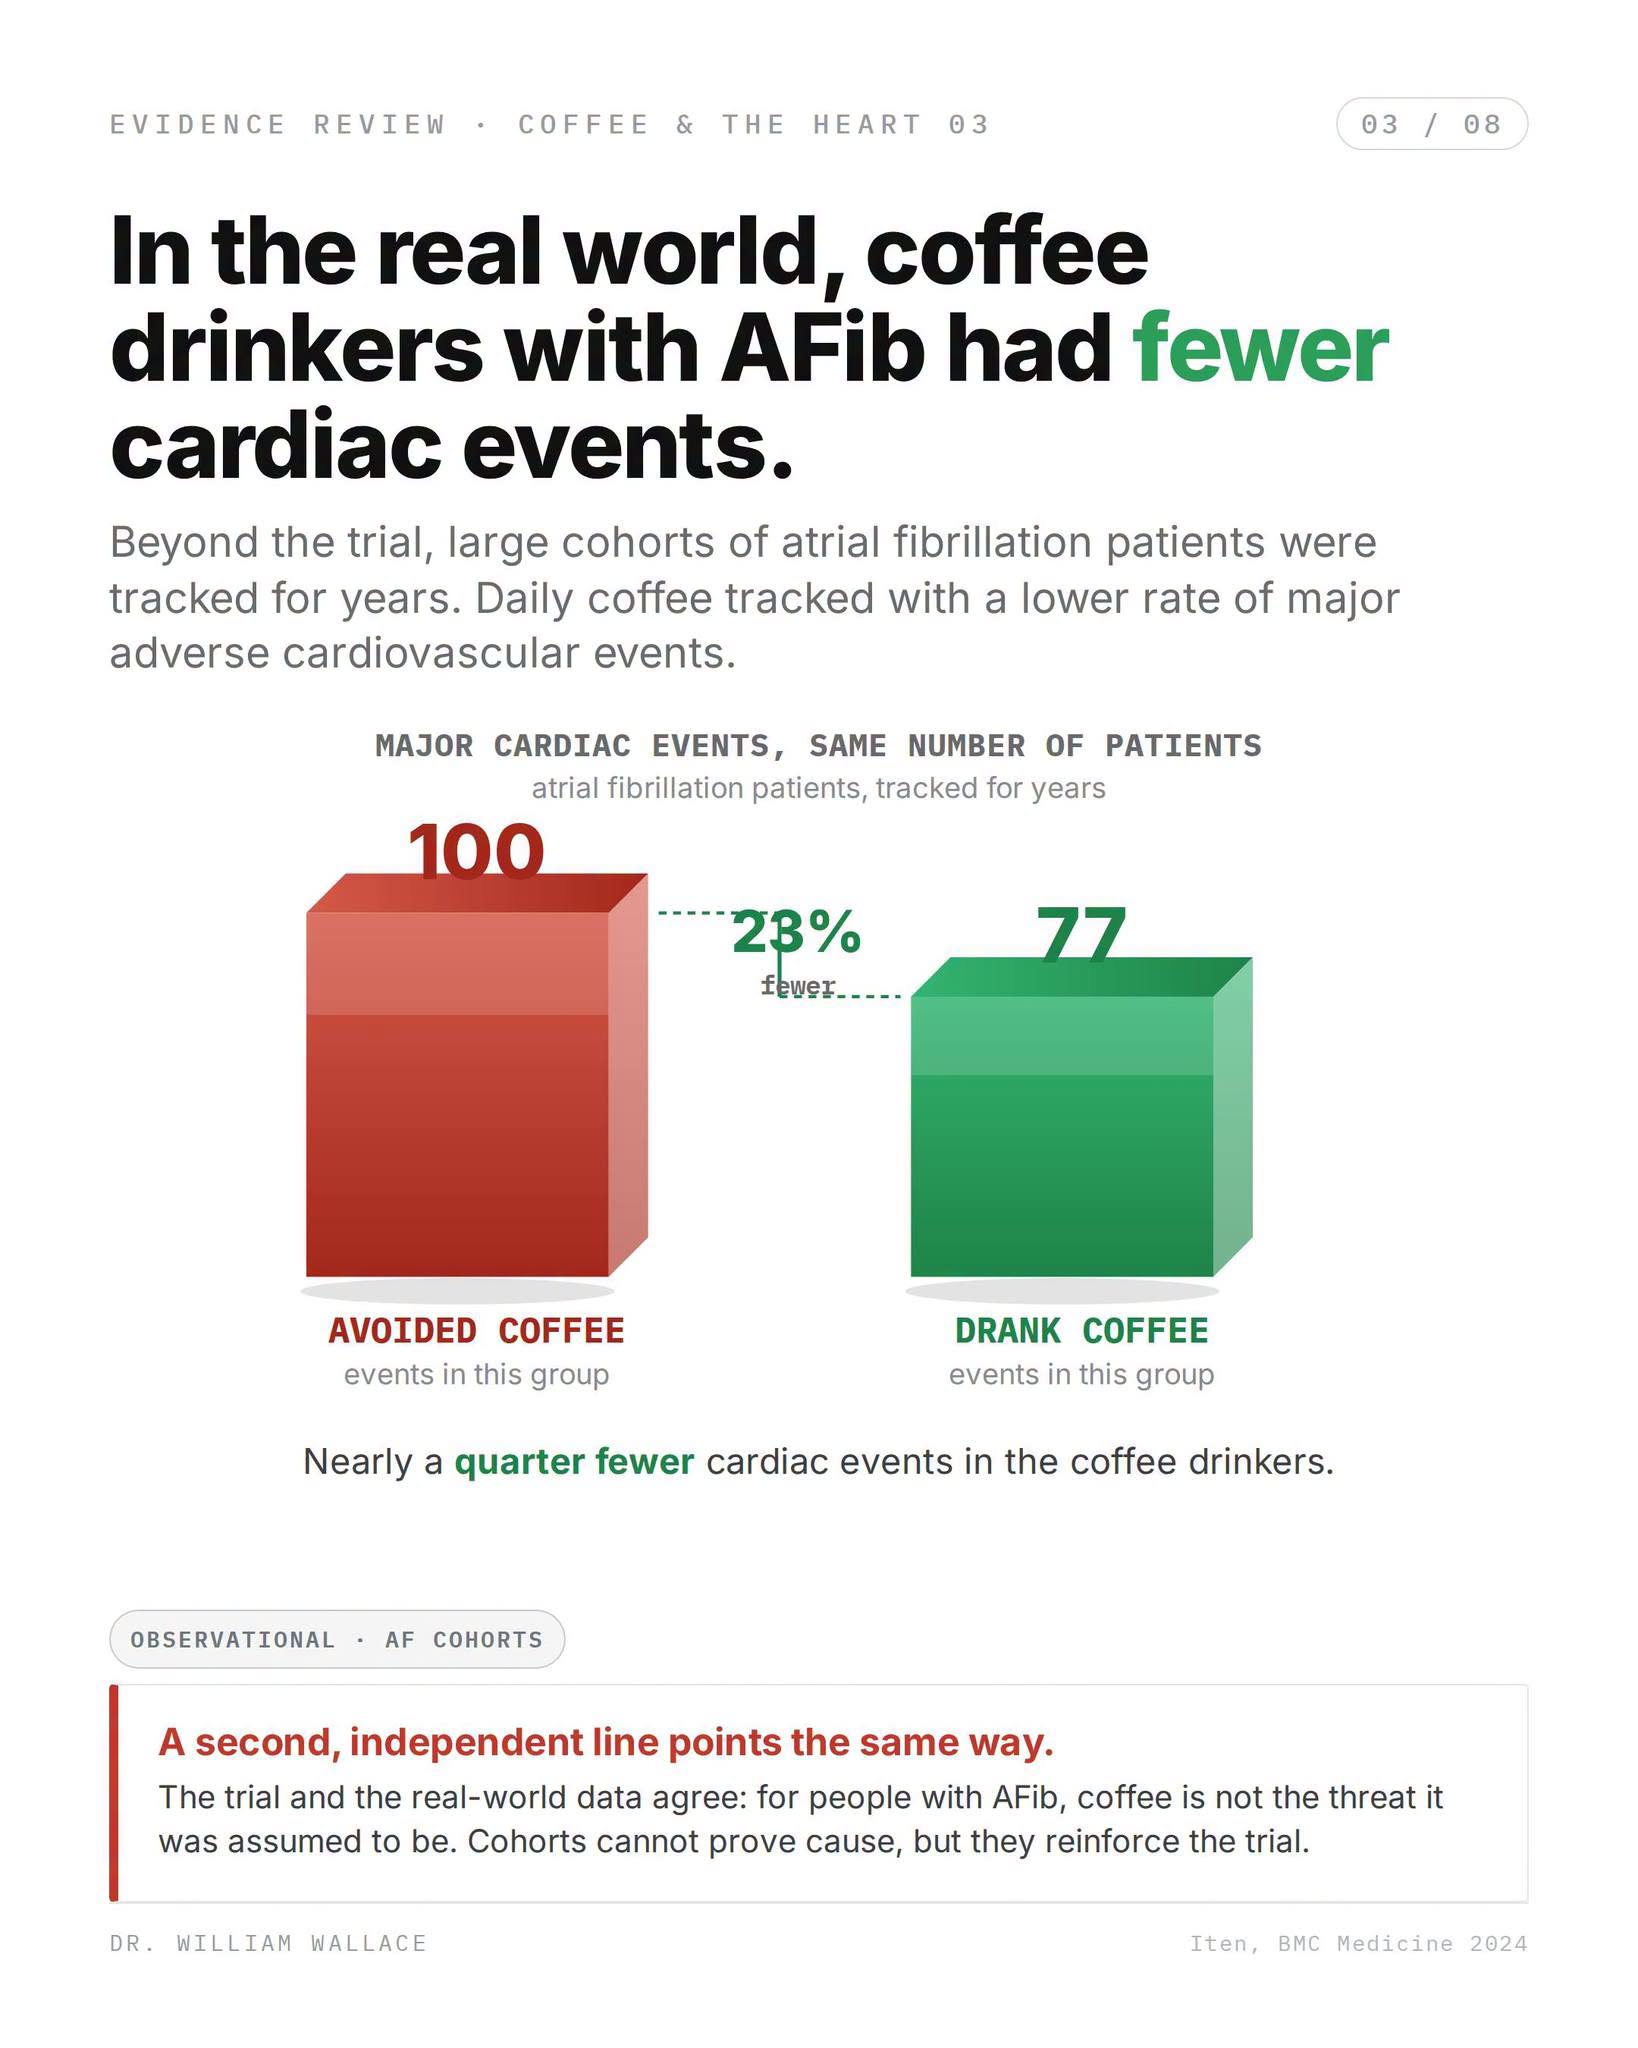 EVIDENCE REVIEW · COFFEE & THE HEART 03
03 / 08
In the real world, coffee
drinkers with AFib had fewer
cardiac events.
Beyond the trial, large cohorts of atrial fibrillation patients were
tracked for years. Daily coffee tracked with a lower rate of major
adverse cardiovascular events.
MAJOR CARDIAC EVENTS, SAME NUMBER OF PATIENTS
atrial fibrillation patients, tracked for years
100
23%
fewer
77
AVOIDED COFFEE
events in this group
DRANK COFFEE
events in this group
Nearly a quarter fewer cardiac events in the coffee drinkers.
OBSERVATIONAL · AF COHORTS
A second, independent line points the same way.
The trial and the real-world data agree: for people with AFib, coffee is not the threat it
was assumed to be. Cohorts cannot prove cause, but they reinforce the trial.
DR. WILLIAM WALLACE
Iten, BMC Medicine 2024